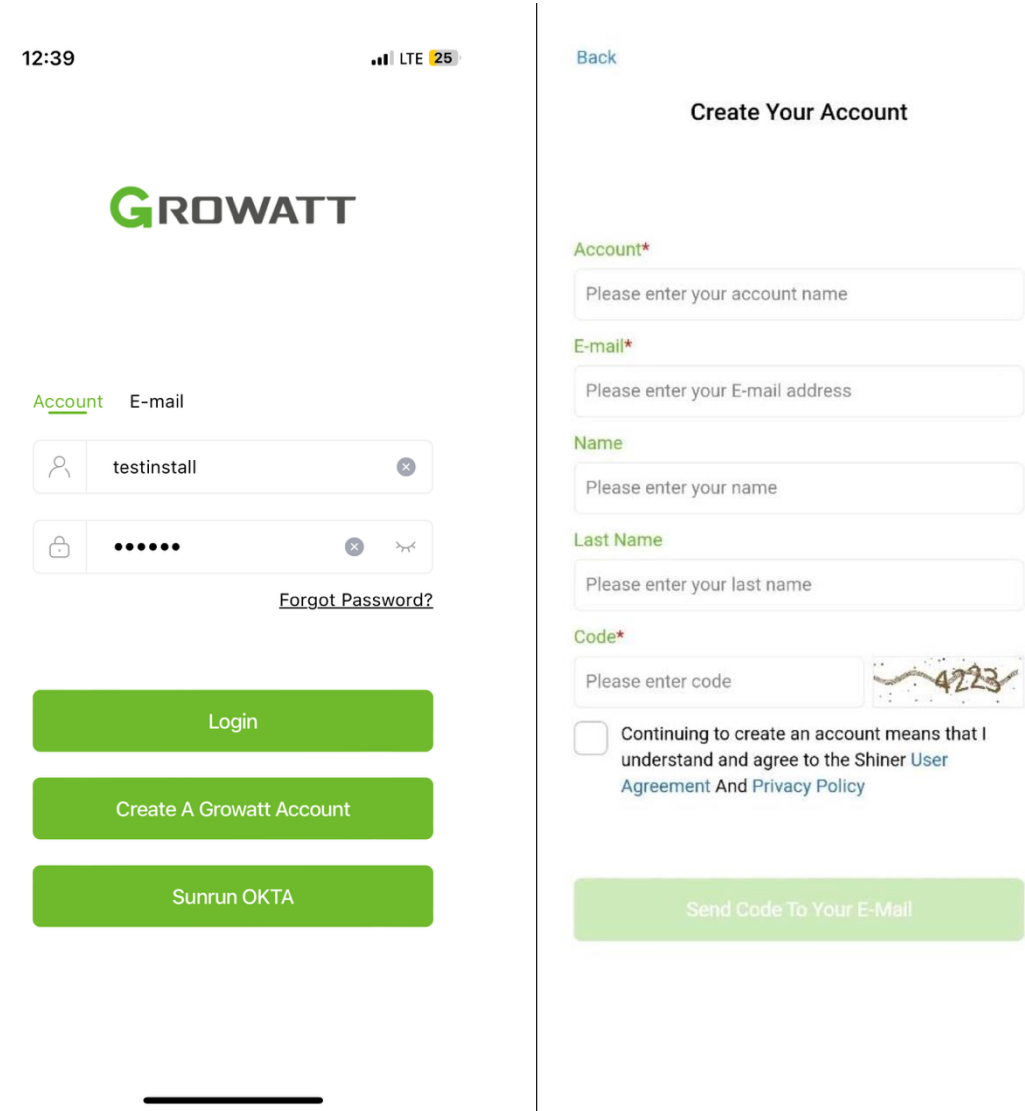 12:39
LTE 25
GROWATT
Account E-mail
testinstall
••••••
Forgot Password?
Login
Create A Growatt Account
Sunrun OKTA
Back
Create Your Account
Account*
Please enter your account name
E-mail*
Please enter your E-mail address
Name
Please enter your name
Last Name
Please enter your last name
Code*
Please enter code
4223
Continuing to create an account means that I
understand and agree to the Shiner User
Agreement And Privacy Policy
Send Code To Your E-Mail